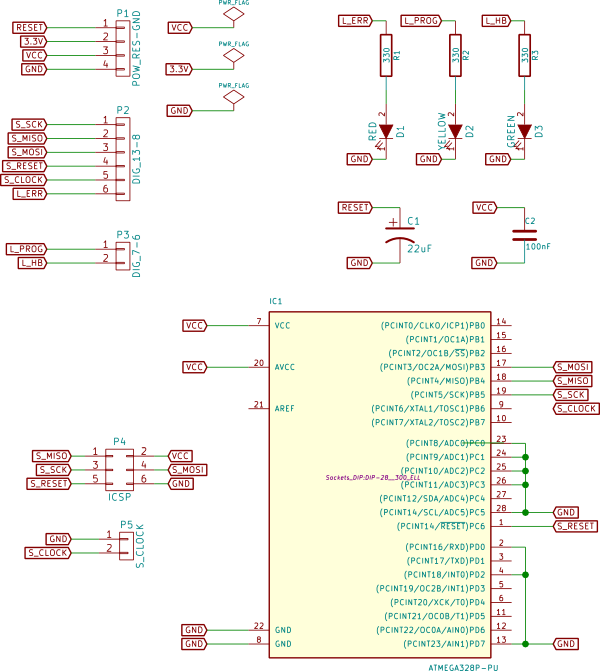 P1
RESET 1
3.3V 2
VCC 3
GND 4
POW_RES-GND
PWR_FLAG
VCC
PWR_FLAG
3.3V
PWR_FLAG
GND
L_ERR
330
R1
RED
2
1
D1
GND
L_PROG
330
R2
YELLOW
2
1
D2
GND
L_HB
330
R3
GREEN
2
1
D3
GND
P2
S_SCK 1
S_MISO 2
S_MOSI 3
S_RESET 4
S_CLOCK 5
L_ERR 6
DIG_13-8
P3
L_PROG 1
L_HB 2
DIG_7-6
RESET
C1
22uF
GND
VCC
C2
100nF
GND
IC1
VCC 7 VCC
VCC 20 AVCC
21 AREF
GND 22 GND
GND 8 GND
(PCINT0/CLKO/ICP1)PB0 14
(PCINT1/OC1A)PB1 15
(PCINT2/OC1B/SS)PB2 16
(PCINT3/OC2A/MOSI)PB3 17 S_MOSI
(PCINT4/MISO)PB4 18 S_MISO
(PCINT5/SCK)PB5 19 S_SCK
(PCINT6/XTAL1/TOSC1)PB6 9 S_CLOCK
(PCINT7/XTAL2/TOSC2)PB7 10
(PCINT8/ADC0)PC0 23
(PCINT9/ADC1)PC1 24
(PCINT10/ADC2)PC2 25
Sockets_DIP:DIP-28__300_ELL
(PCINT11/ADC3)PC3 26
(PCINT12/SDA/ADC4)PC4 27
(PCINT14/SCL/ADC5)PC5 28 GND
(PCINT14/RESET)PC6 1 S_RESET
(PCINT16/RXD)PD0 2
(PCINT17/TXD)PD1 3
(PCINT18/INT0)PD2 4
(PCINT19/OC2B/INT1)PD3 5
(PCINT20/XCK/T0)PD4 6
(PCINT21/OC0B/T1)PD5 11
(PCINT22/OC0A/AIN0)PD6 12
(PCINT23/AIN1)PD7 13 GND
ATMEGA328P-PU
P4
S_MISO 1 2 VCC
S_SCK 3 4 S_MOSI
S_RESET 5 6 GND
ICSP
P5
GND 1
S_CLOCK 2
S_CLOCK